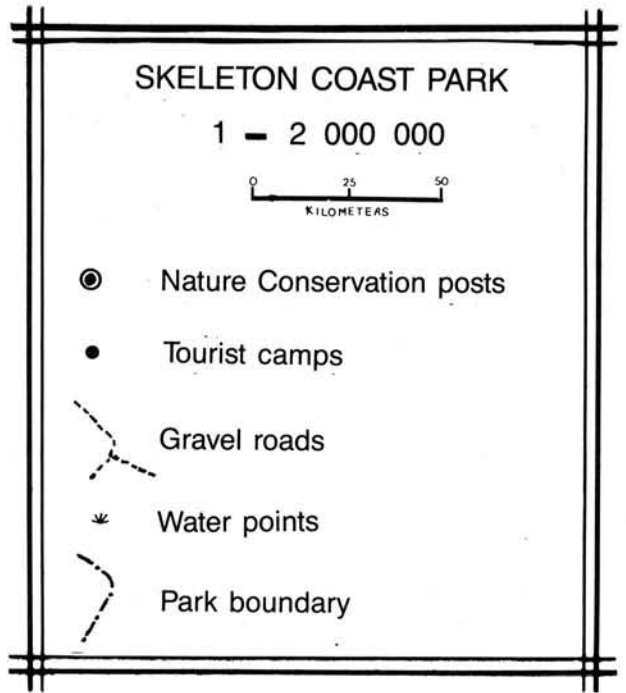 SKELETON COAST PARK
1 – 2 000 000
0 25 50
KILOMETERS
Nature Conservation posts
Tourist camps
Gravel roads
Water points
Park boundary